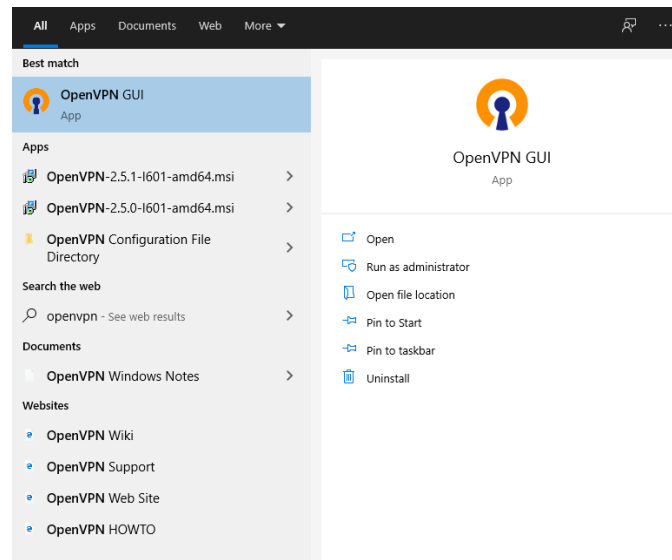 All Apps Documents Web More
Best match
OpenVPN GUI
App
Apps
OpenVPN-2.5.1-I601-amd64.msi
OpenVPN-2.5.0-I601-amd64.msi
OpenVPN Configuration File
Directory
Search the web
openvpn - See web results
Documents
OpenVPN Windows Notes
Websites
OpenVPN Wiki
OpenVPN Support
OpenVPN Web Site
OpenVPN HOWTO
OpenVPN GUI
App
Open
Run as administrator
Open file location
Pin to Start
Pin to taskbar
Uninstall